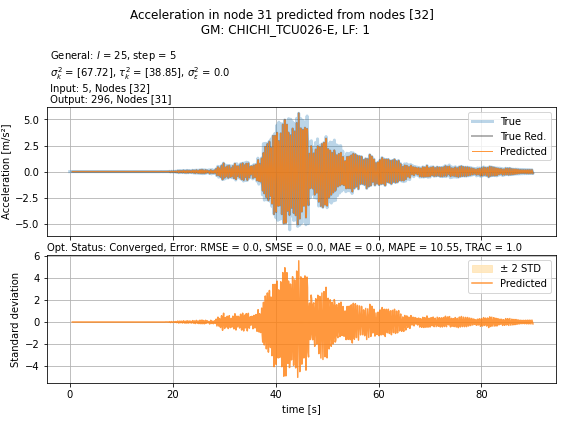 Acceleration in node 31 predicted from nodes [32]
GM: CHICHI_TCU026-E, LF: 1
General: l = 25, step = 5
σ²ₖ = [67.72], τ²ₖ = [38.85], σ²ε = 0.0
Input: 5, Nodes [32]
Output: 296, Nodes [31]
Acceleration [m/s²]
5.0
2.5
0.0
−2.5
−5.0
True
True Red.
Predicted
Opt. Status: Converged, Error: RMSE = 0.0, SMSE = 0.0, MAE = 0.0, MAPE = 10.55, TRAC = 1.0
Standard deviation
6
4
2
0
−2
−4
± 2 STD
Predicted
0
20
40
60
80
time [s]